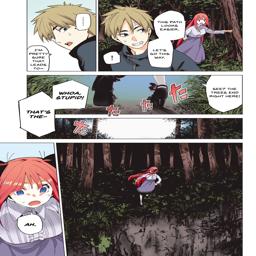 THIS PATH
LOOKS
EASIER.
LET'S GO
THIS WAY.
!
I'M
PRETTY
SURE THAT
LEADS
TO--
SEE? THE
TREES END
RIGHT HERE!
WHOA,
STUPID!
THAT'S
THE--
AH.